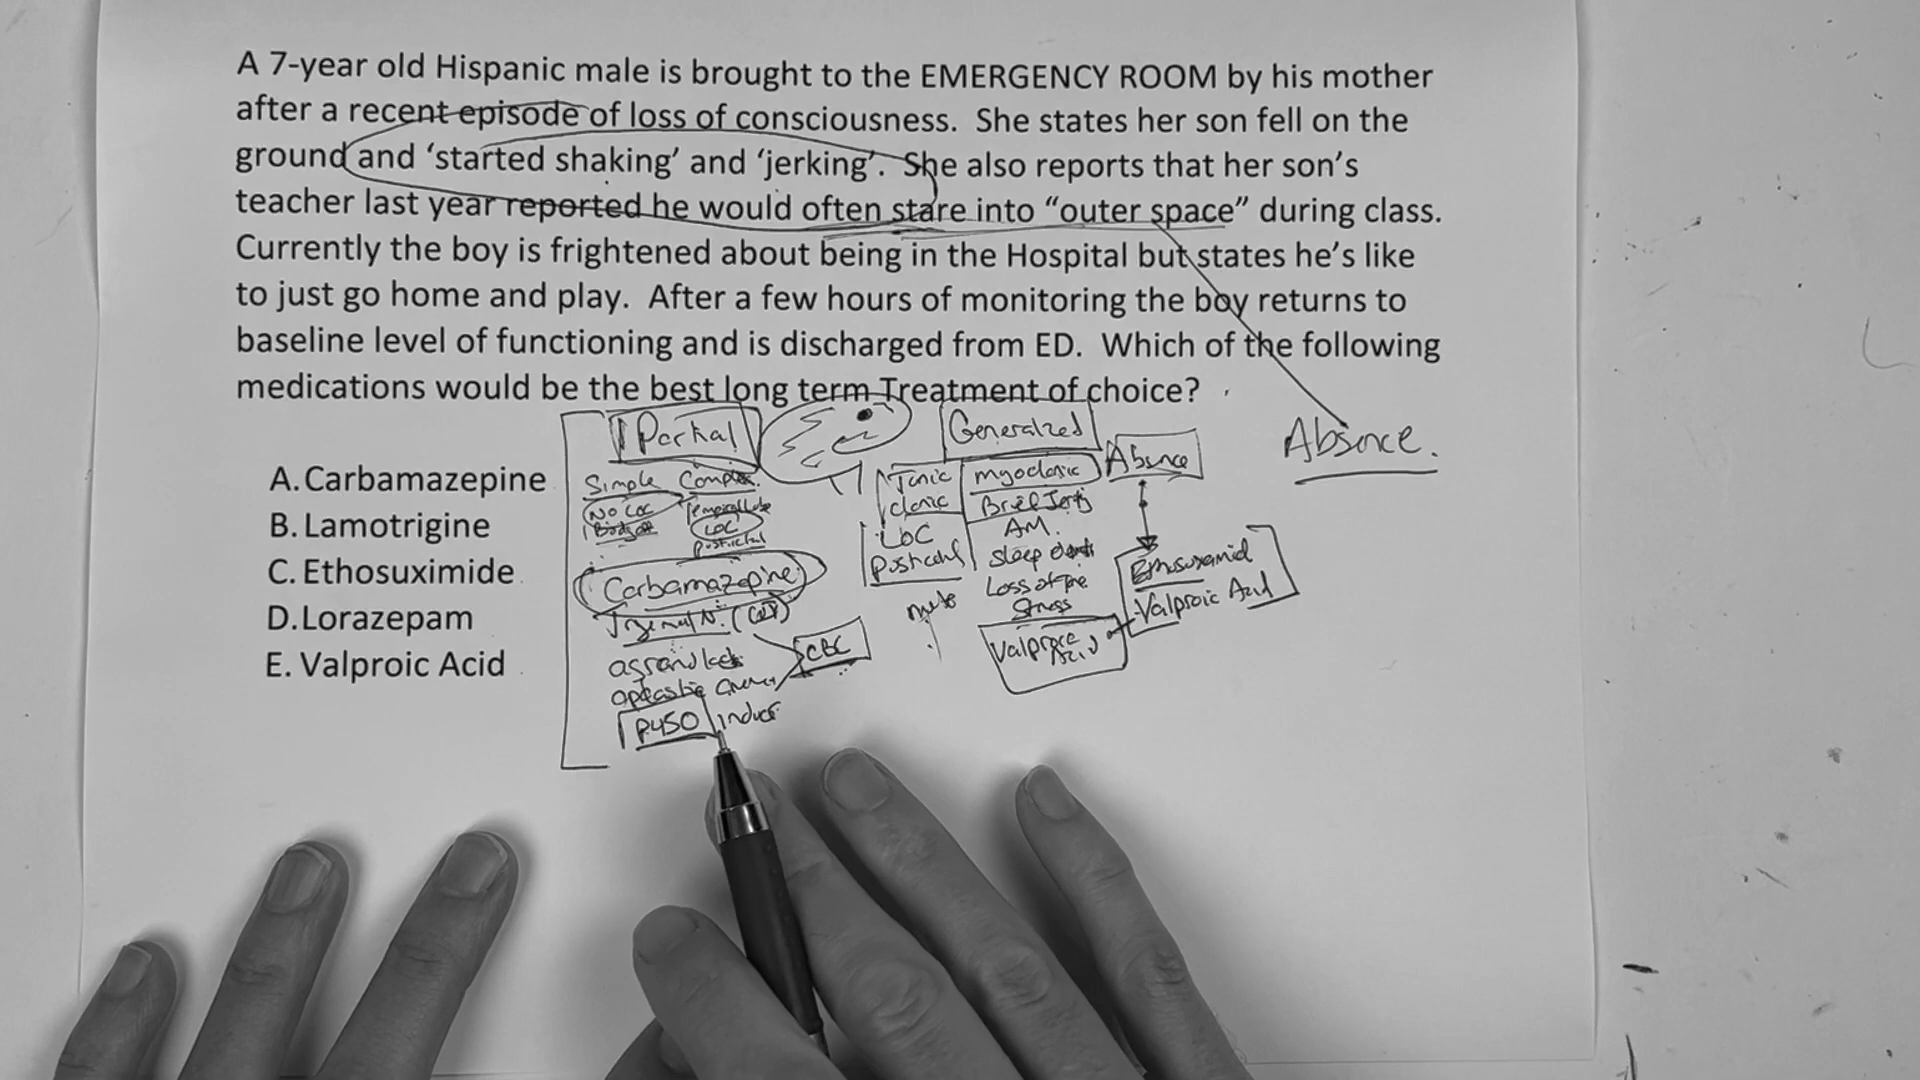 A 7-year old Hispanic male is brought to the EMERGENCY ROOM by his mother
after a recent episode of loss of consciousness. She states her son fell on the
ground and ‘started shaking’ and ‘jerking’. She also reports that her son’s
teacher last year reported he would often stare into “outer space” during class.
Currently the boy is frightened about being in the Hospital but states he’s like
to just go home and play. After a few hours of monitoring the boy returns to
baseline level of functioning and is discharged from ED. Which of the following
medications would be the best long term Treatment of choice?
A. Carbamazepine
B. Lamotrigine
C. Ethosuximide
D. Lorazepam
E. Valproic Acid
Partial
Simple Complex
No LOC
LOC
Carbamazepine
CBC
P450
Generalized
Tonic
clonic
LOC
myoclonic
Brief Jerks
AM
Sleep
Loss of
Valproic
Acid
Absence
Valproic Acid
Absence.